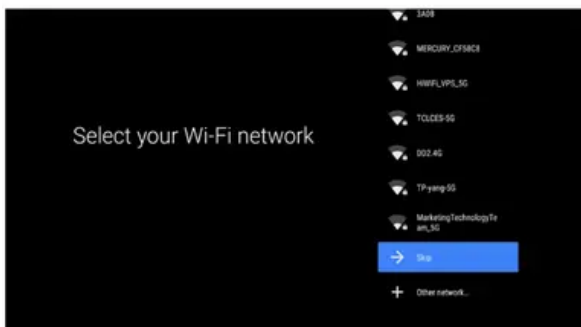 3A08
MERCURY_CF58C8
HiWiFi_VPS_5G
TCLCES-5G
DO2.4G
Select your Wi-Fi network
TP-yang-5G
MarketingTechnologyTe
am_5G
Skip
Other network...